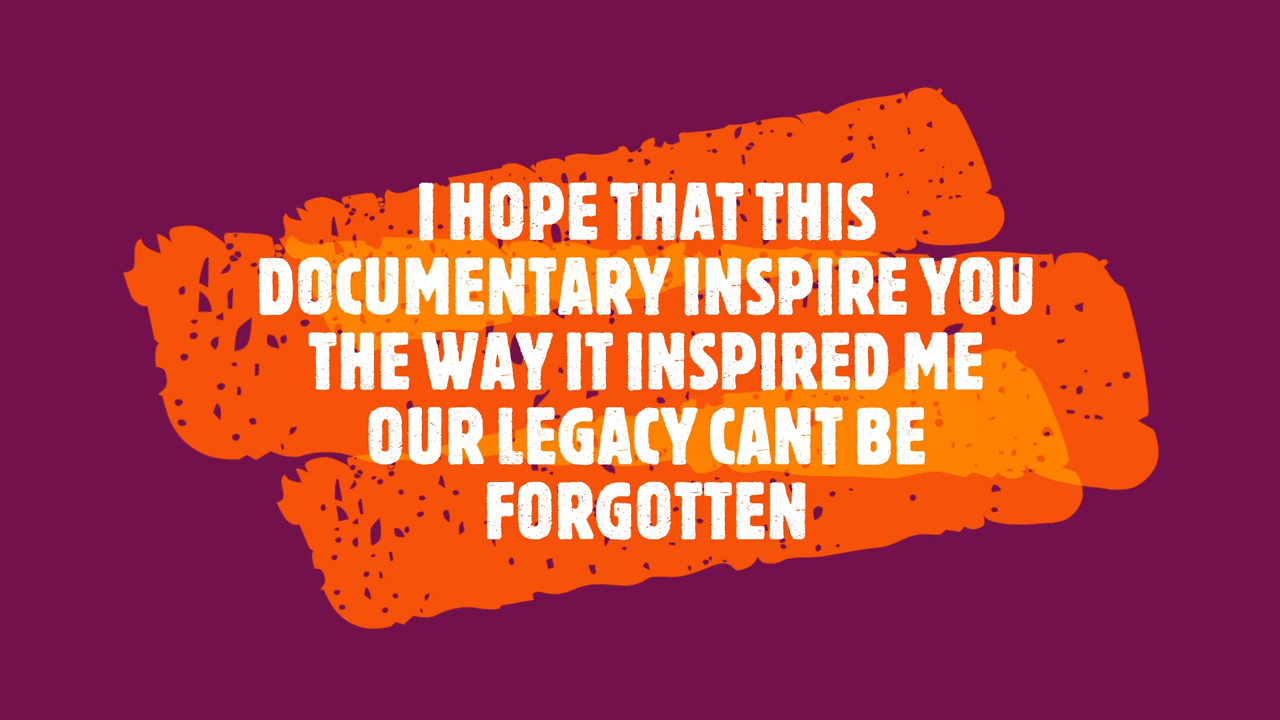 I HOPE THAT THIS
DOCUMENTARY INSPIRE YOU
THE WAY IT INSPIRED ME
OUR LEGACY CANT BE
FORGOTTEN